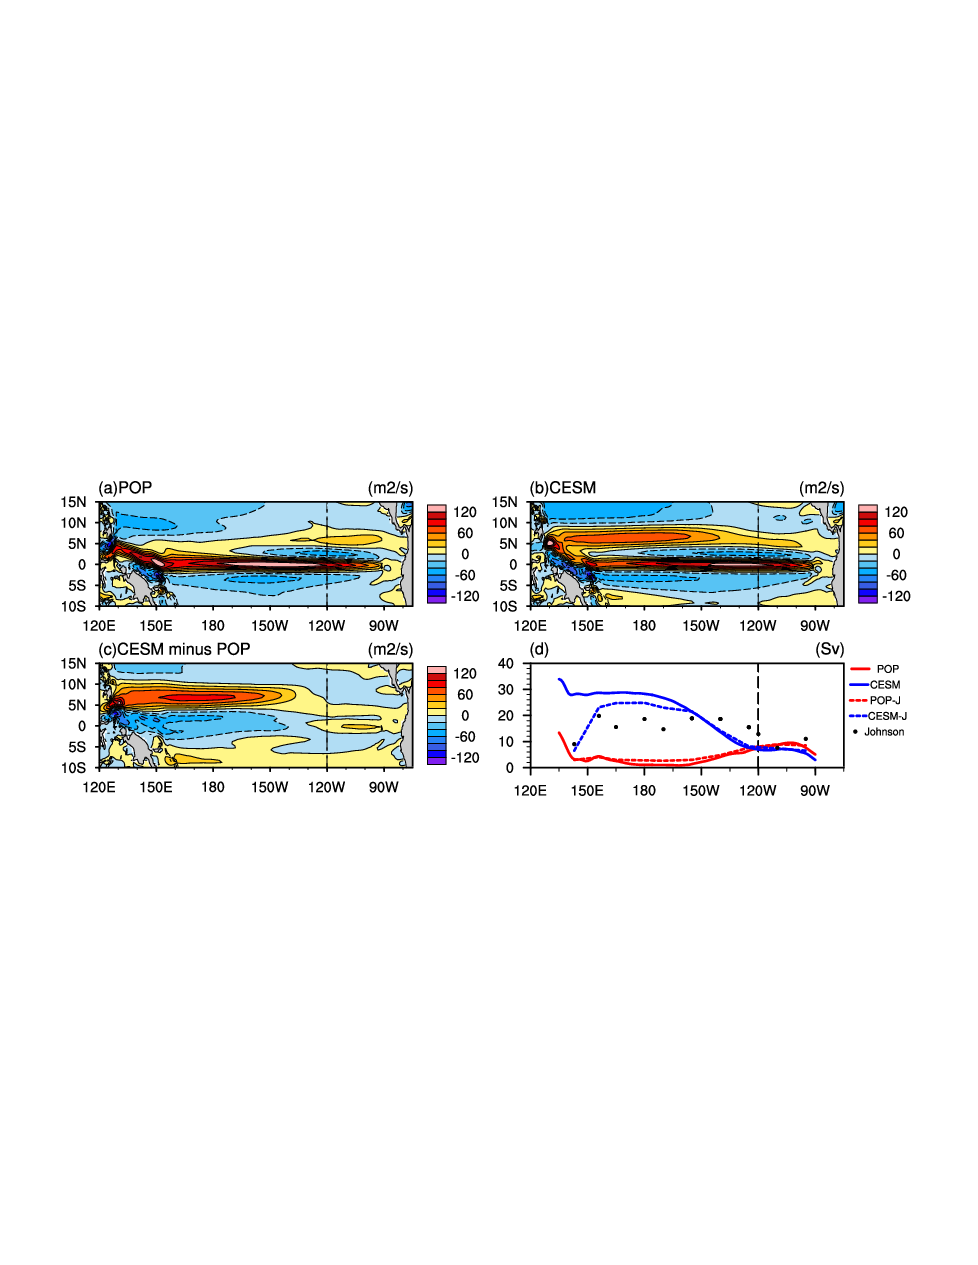 (a)POP (m2/s)
15N
10N
5N
0
5S
10S
120E 150E 180 150W 120W 90W
120
60
0
-60
-120
(b)CESM (m2/s)
15N
10N
5N
0
5S
10S
120E 150E 180 150W 120W 90W
120
60
0
-60
-120
(c)CESM minus POP (m2/s)
15N
10N
5N
0
5S
10S
120E 150E 180 150W 120W 90W
120
60
0
-60
-120
(d) (Sv)
40
30
20
10
0
120E 150E 180 150W 120W 90W
POP
CESM
POP-J
CESM-J
Johnson